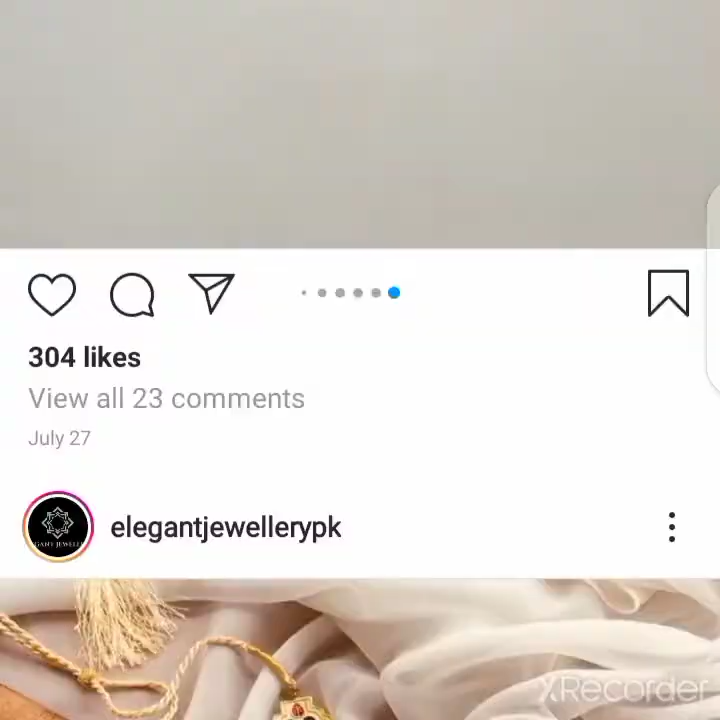 304 likes
View all 23 comments
July 27
elegantjewellerypk
XRecorder